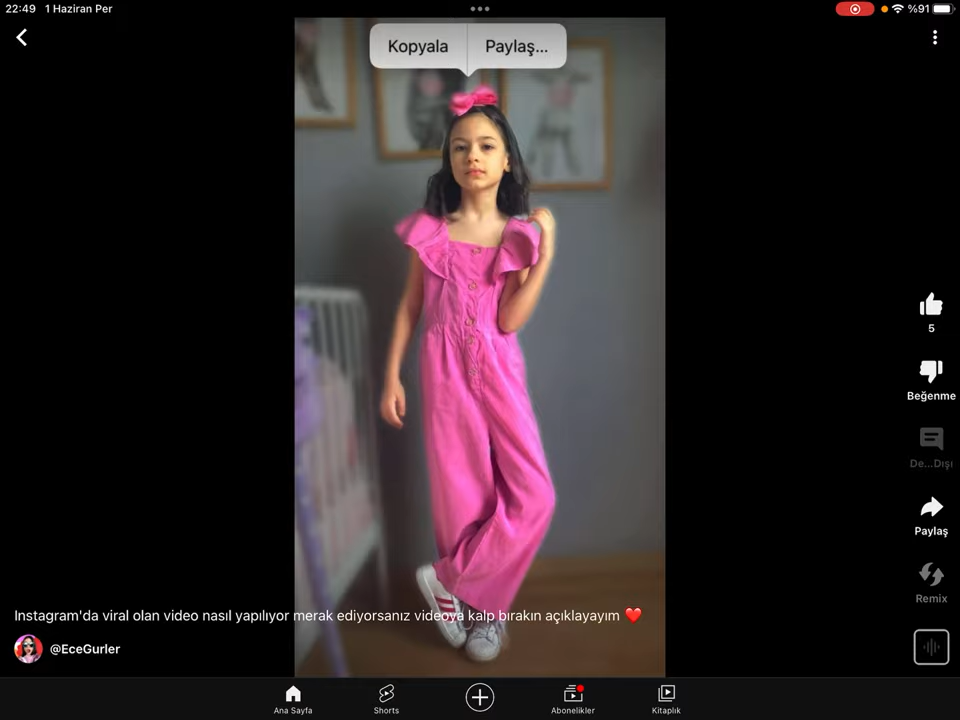 22:49 1 Haziran Per %91
Kopyala Paylaş...
5
Beğenme
De...Dışı
Paylaş
Remix
Instagram'da viral olan video nasıl yapılıyor merak ediyorsanız videoya kalp bırakın açıklayayım ❤️
@EceGurler
Ana Sayfa Shorts Abonelikler Kitaplık